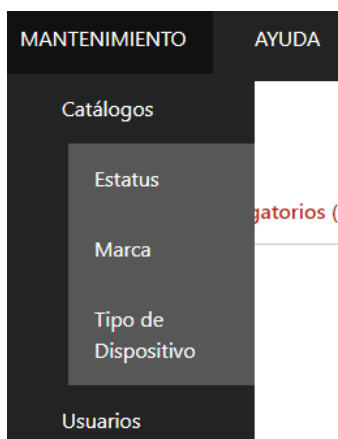 MANTENIMIENTO AYUDA
Catálogos
Estatus
gatorios (
Marca
Tipo de
Dispositivo
Usuarios